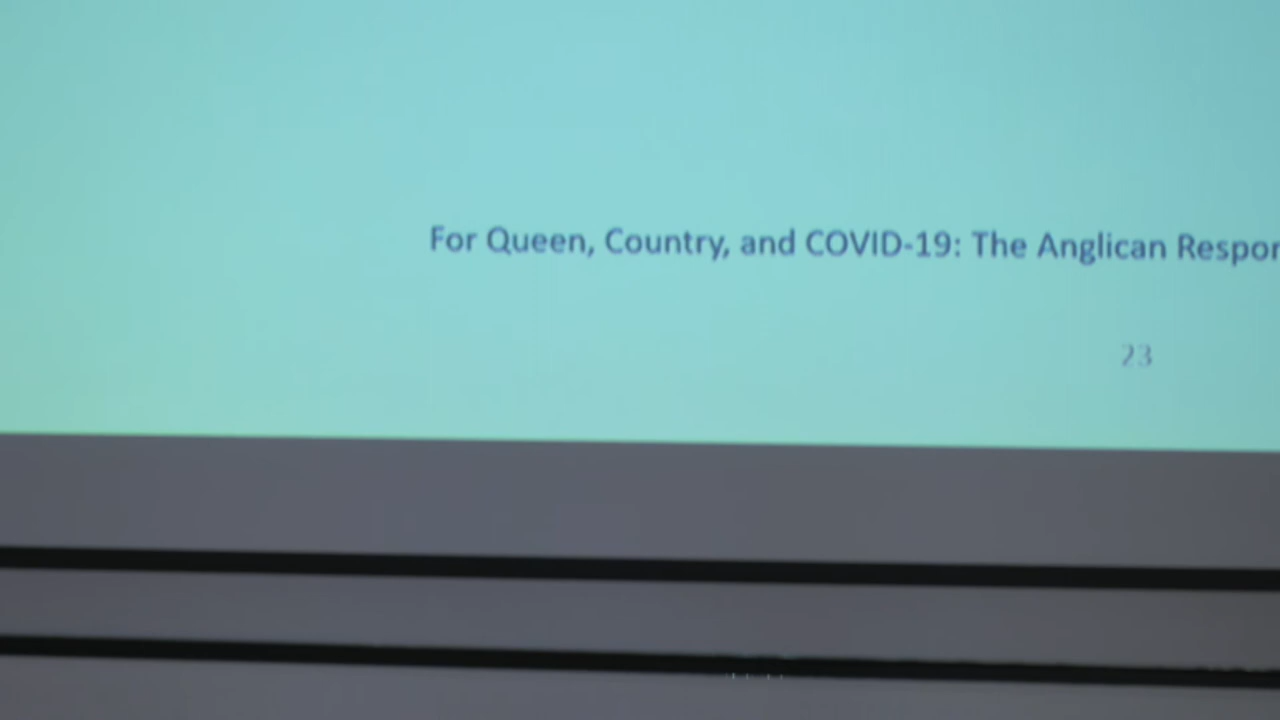 For Queen, Country, and COVID-19: The Anglican
23